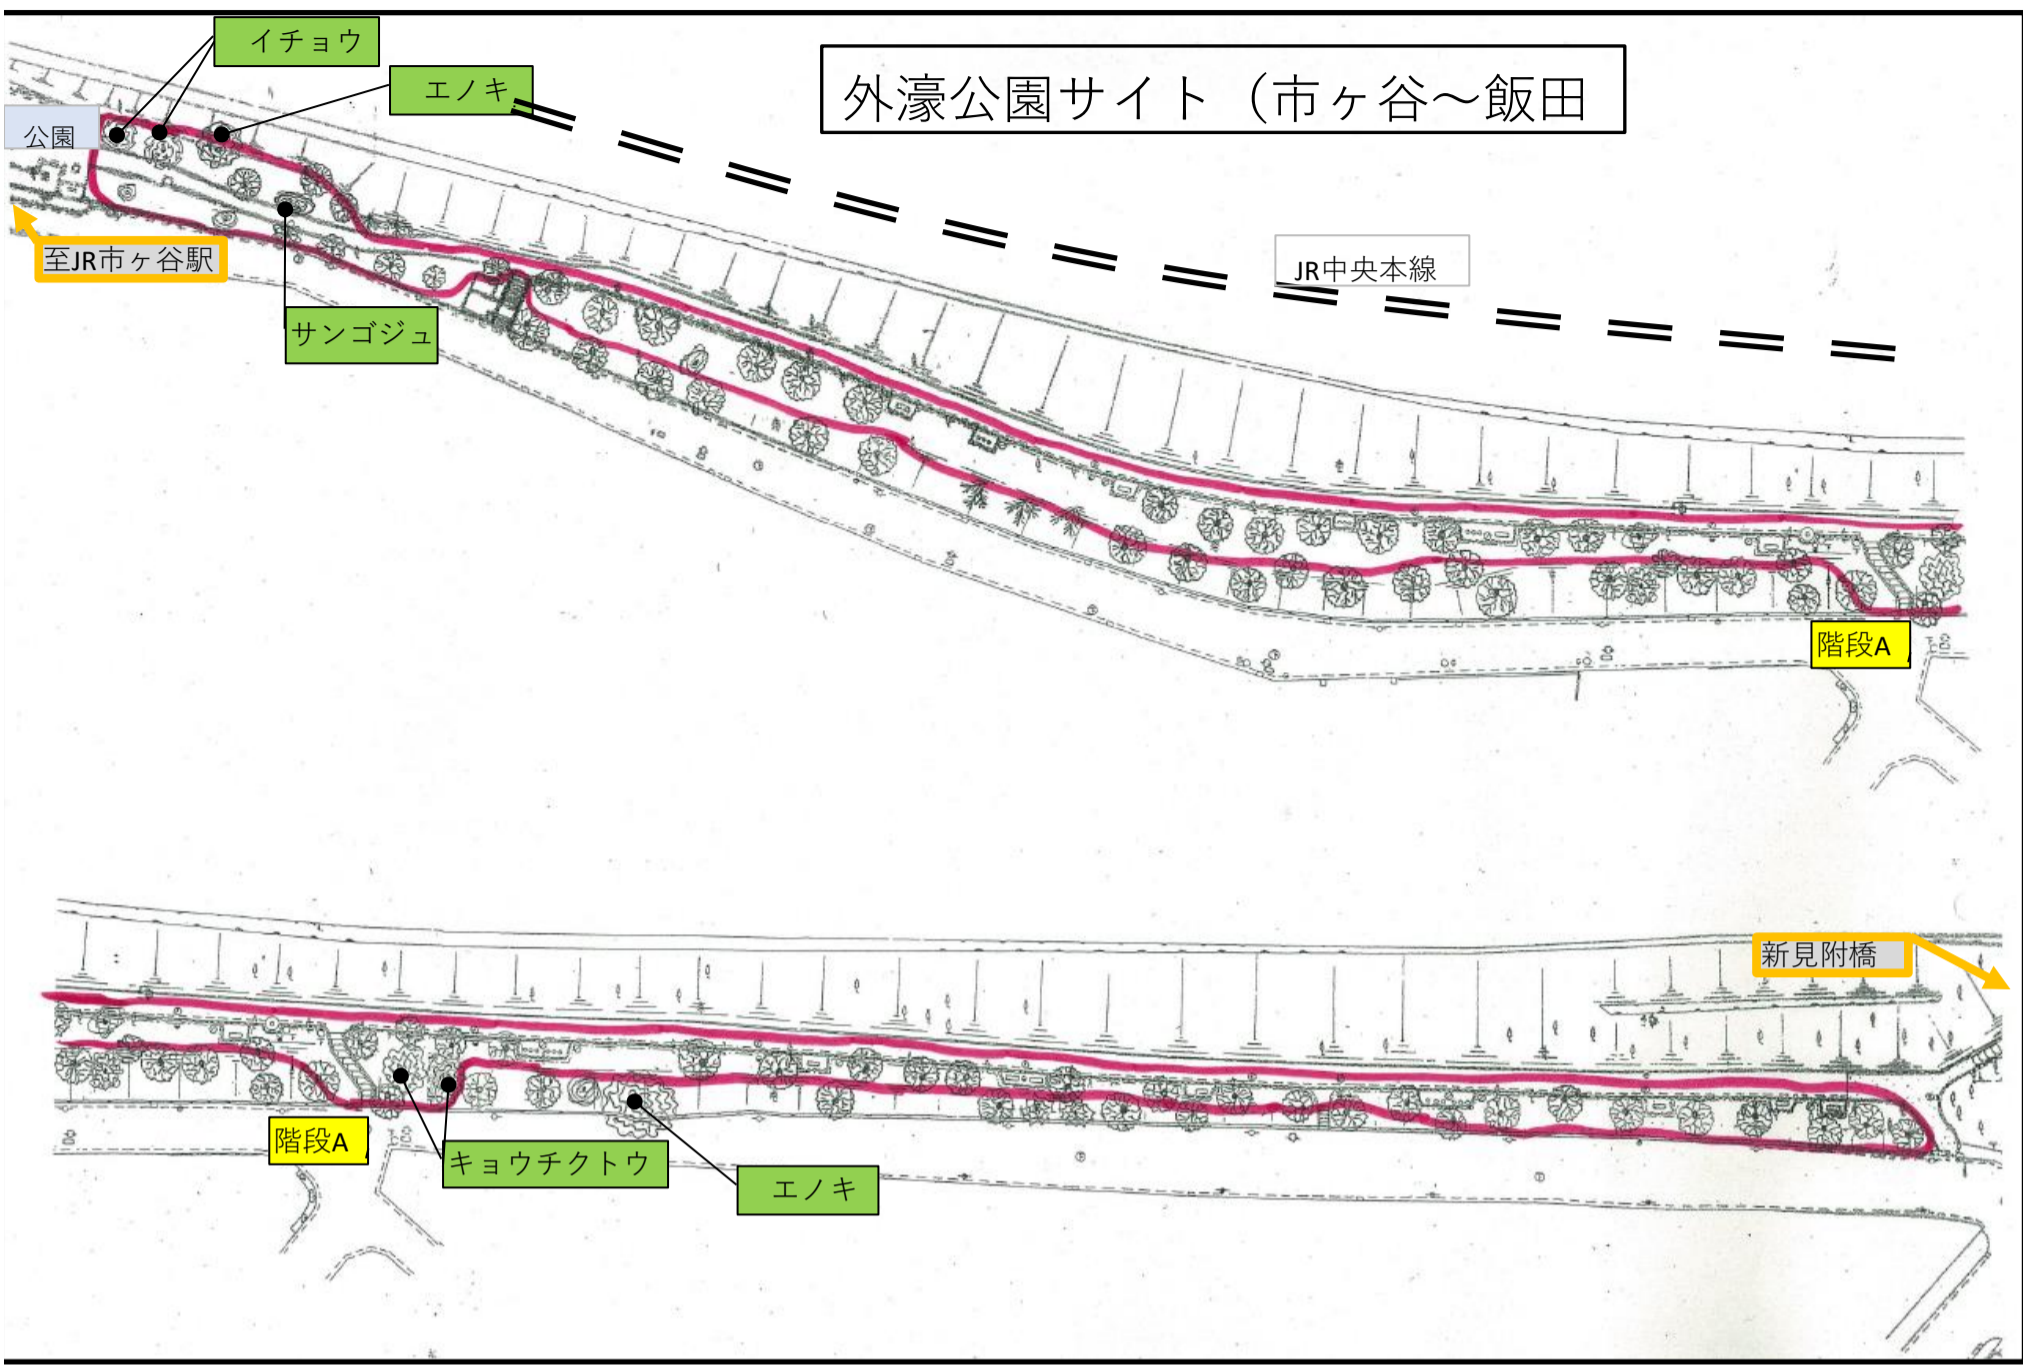 イチョウ
エノキ
外濠公園サイト（市ヶ谷～飯田
公園
至JR市ヶ谷駅
JR中央本線
サンゴジュ
階段A
新見附橋
階段A
キョウチクトウ
エノキ